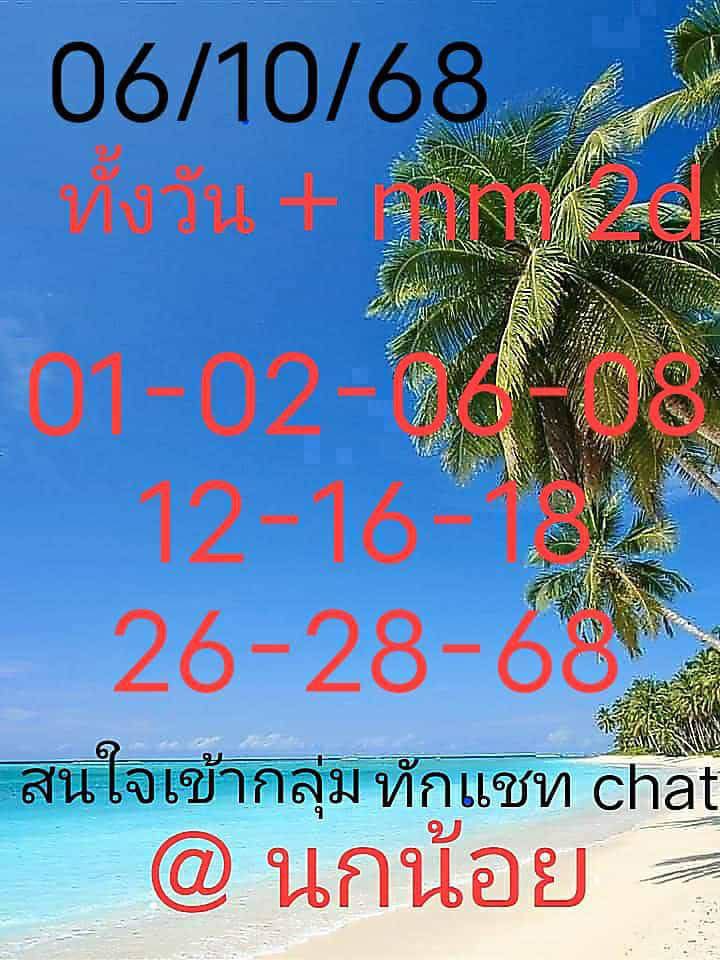 06/10/68
ทั้งวัน + mm 2d
01-02-06-08
12-16-18
26-28-68
สนใจเข้ากลุ่ม ทักแชท chat
@ นกน้อย